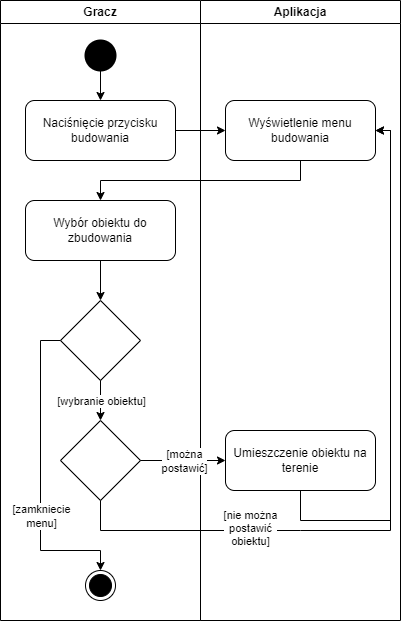 Gracz
Aplikacja
Naciśnięcie przycisku
budowania
Wyświetlenie menu
budowania
Wybór obiektu do
zbudowania
[wybranie obiektu]
[można
postawić]
Umieszczenie obiektu na
terenie
[zamkniecie
menu]
[nie można
postawić
obiektu]